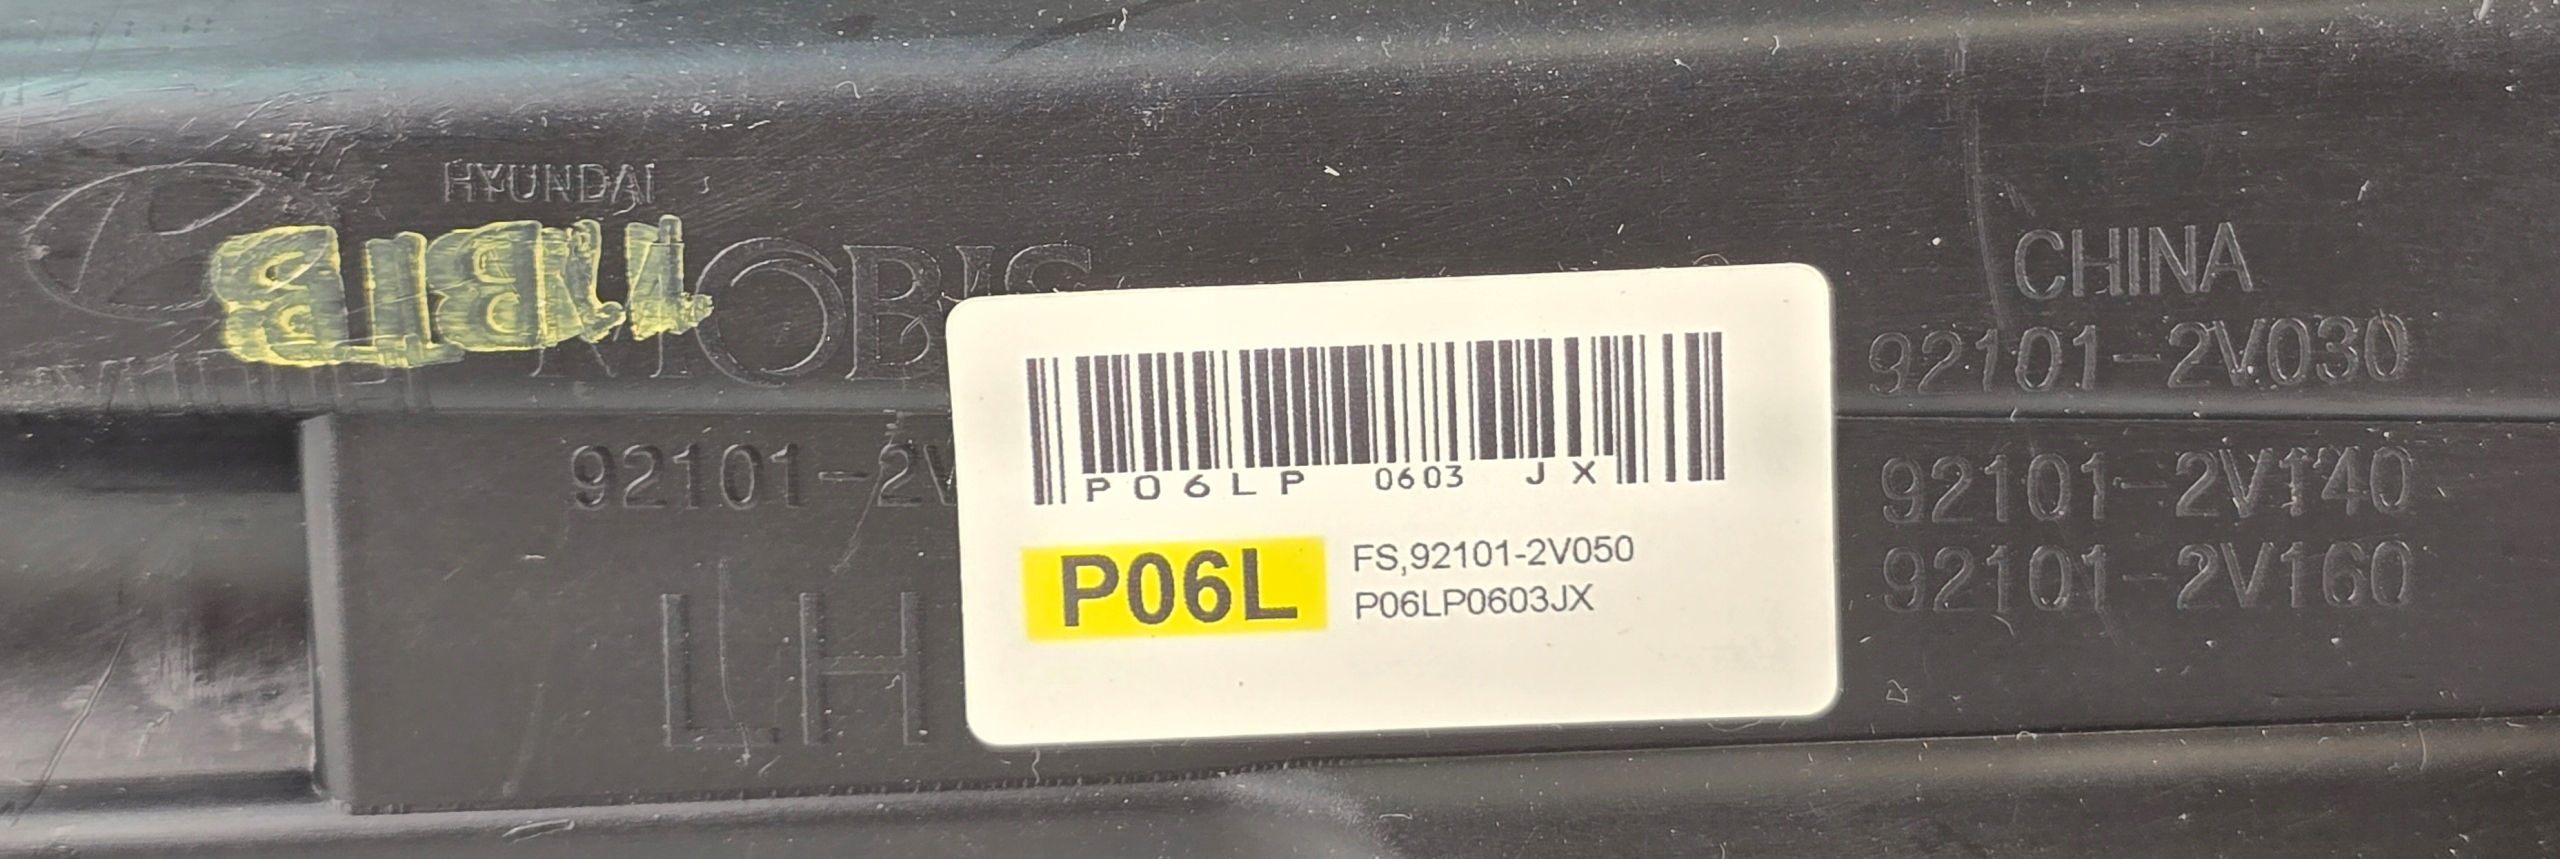 HYUNDAI
MOBIS
CHINA
92101-2V030
92101-2V
92101-2V140
92101-2V160
LH
P06LP 0603 JX
P06L
FS,92101-2V050
P06LP0603JX